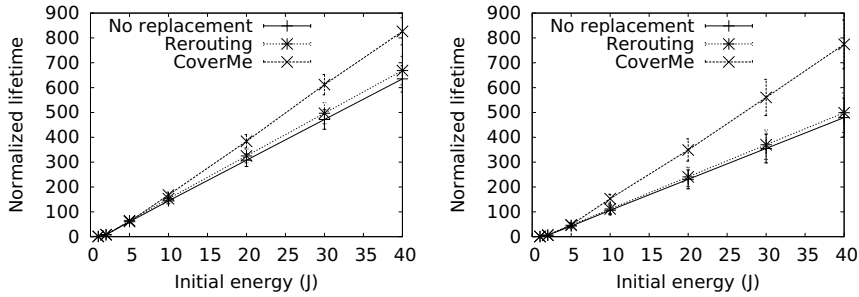 Normalized lifetime
900
800
700
600
500
400
300
200
100
0
No replacement
Rerouting
CoverMe
0 5 10 15 20 25 30 35 40
Initial energy (J)
Normalized lifetime
900
800
700
600
500
400
300
200
100
0
No replacement
Rerouting
CoverMe
0 5 10 15 20 25 30 35 40
Initial energy (J)